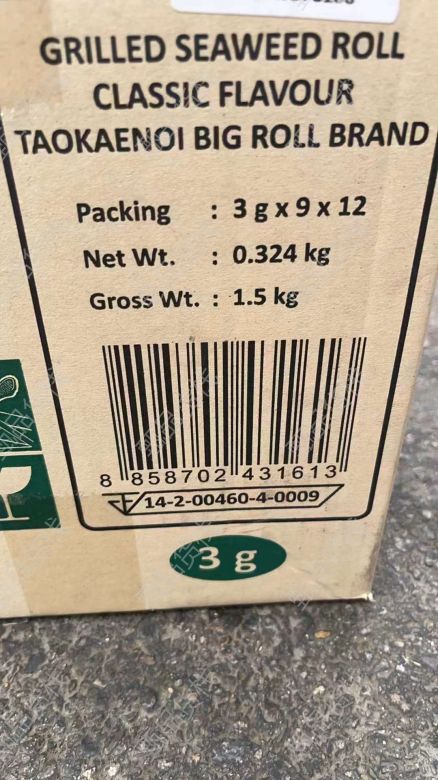 GRILLED SEAWEED ROLL
CLASSIC FLAVOUR
TAOKAENOI BIG ROLL BRAND
Packing : 3 g x 9 x 12
Net Wt. : 0.324 kg
Gross Wt. : 1.5 kg
8 858702 431613
14-2-00460-4-0009
3 g